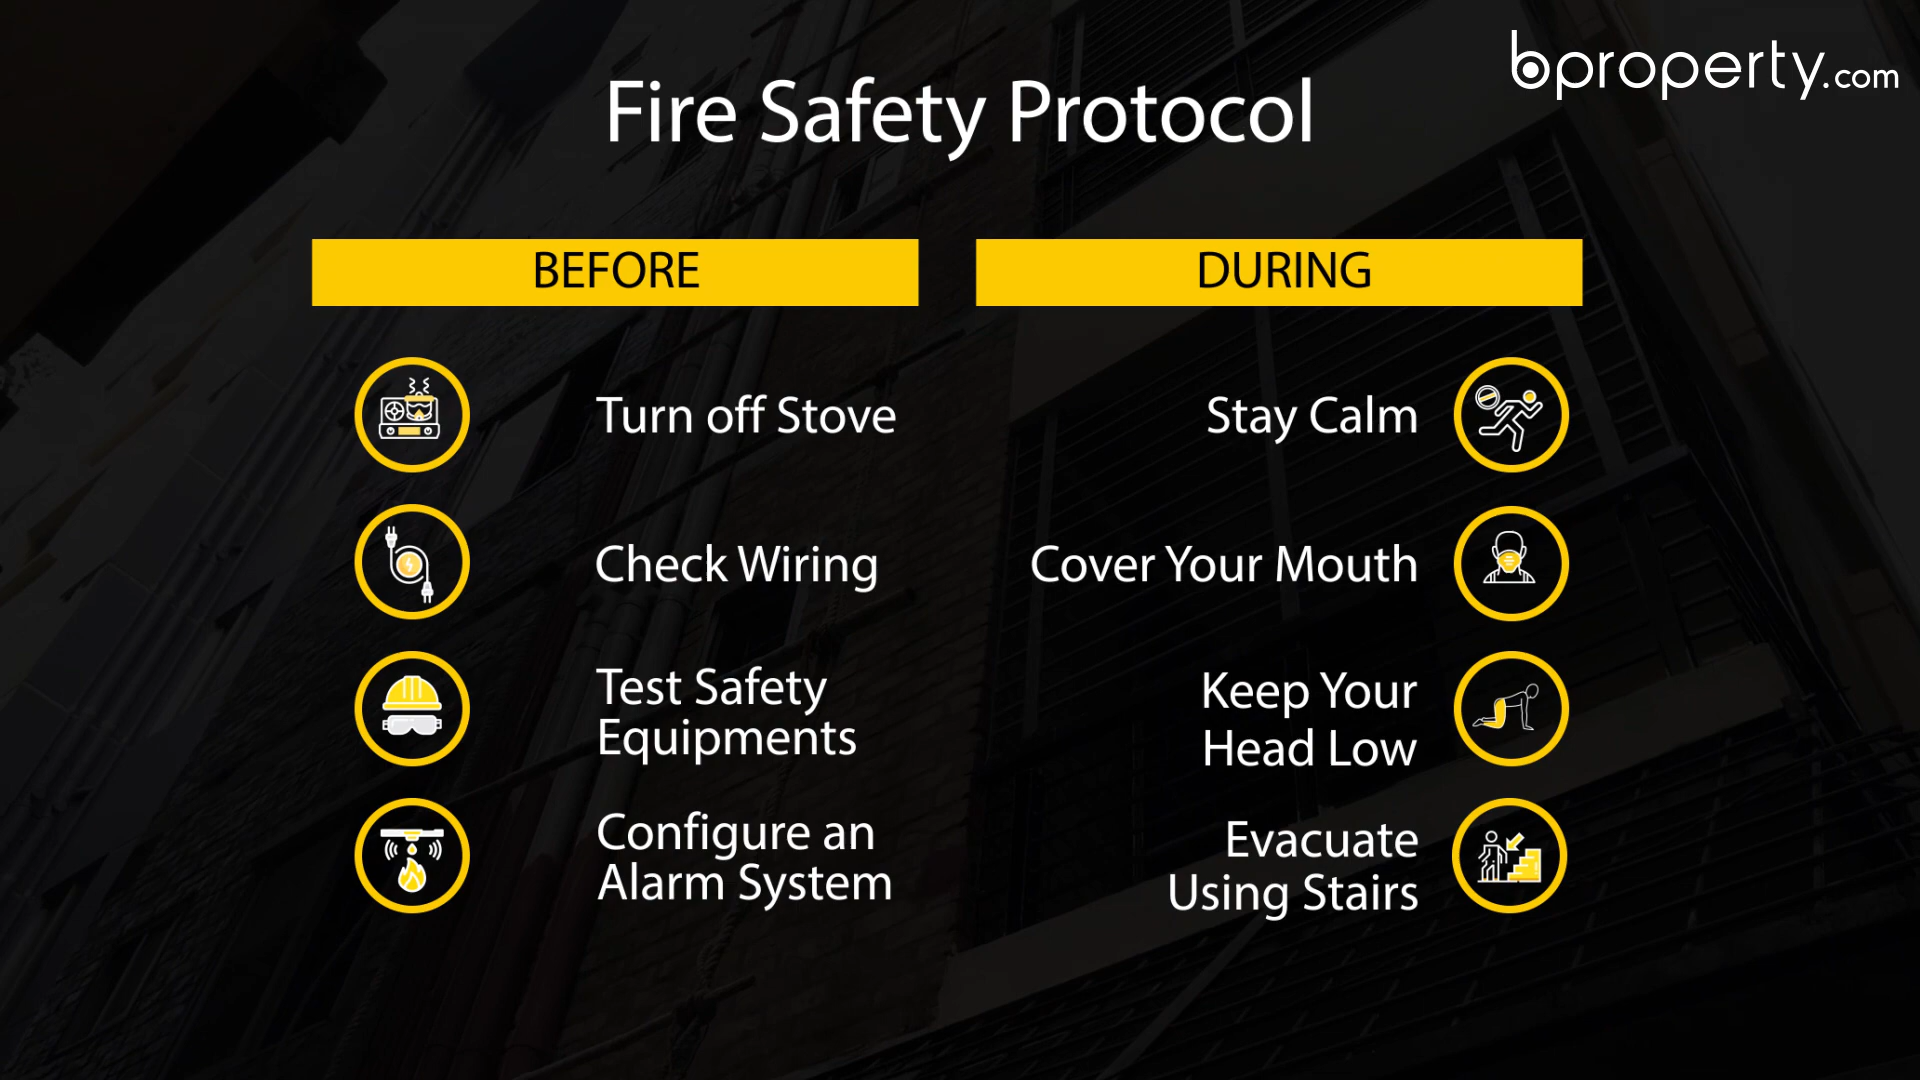 bproperty.com
Fire Safety Protocol
BEFORE
Turn off Stove
Check Wiring
Test Safety
Equipments
Configure an
Alarm System
DURING
Stay Calm
Cover Your Mouth
Keep Your
Head Low
Evacuate
Using Stairs